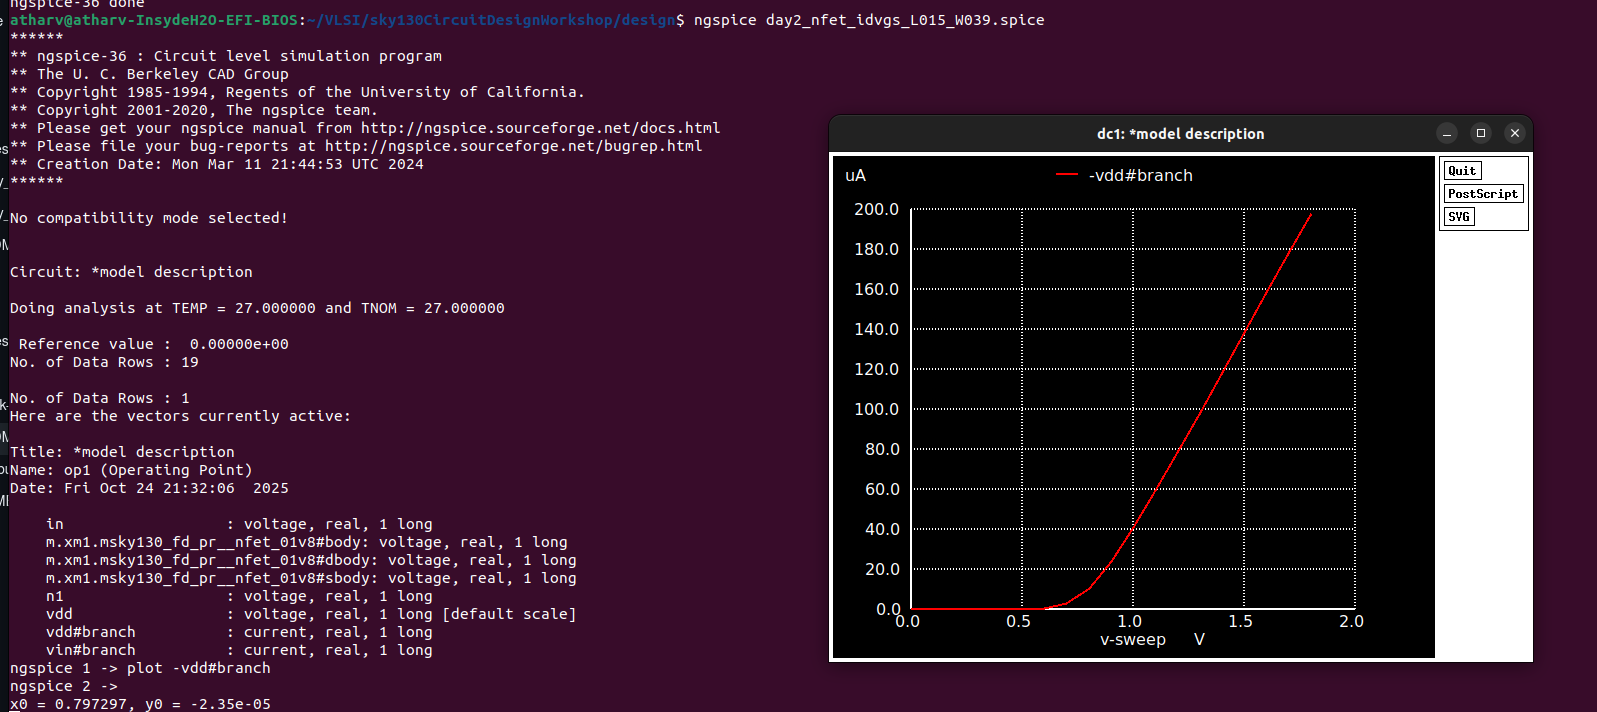 ngspice-36 done
atharv@atharv-InsydeH2O-EFI-BIOS:~/VLSI/sky130CircuitDesignWorkshop/design$ ngspice day2_nfet_idvgs_L015_W039.spice
******
** ngspice-36 : Circuit level simulation program
** The U. C. Berkeley CAD Group
** Copyright 1985-1994, Regents of the University of California.
** Copyright 2001-2020, The ngspice team.
** Please get your ngspice manual from http://ngspice.sourceforge.net/docs.html
** Please file your bug-reports at http://ngspice.sourceforge.net/bugrep.html
** Creation Date: Mon Mar 11 21:44:53 UTC 2024
******
No compatibility mode selected!
Circuit: *model description
Doing analysis at TEMP = 27.000000 and TNOM = 27.000000
Reference value :  0.00000e+00
No. of Data Rows : 19
No. of Data Rows : 1
Here are the vectors currently active:
Title: *model description
Name: op1 (Operating Point)
Date: Fri Oct 24 21:32:06  2025
in                  : voltage, real, 1 long
m.xm1.msky130_fd_pr__nfet_01v8#body: voltage, real, 1 long
m.xm1.msky130_fd_pr__nfet_01v8#dbody: voltage, real, 1 long
m.xm1.msky130_fd_pr__nfet_01v8#sbody: voltage, real, 1 long
n1                  : voltage, real, 1 long
vdd                 : voltage, real, 1 long [default scale]
vdd#branch          : current, real, 1 long
vin#branch          : current, real, 1 long
ngspice 1 -> plot -vdd#branch
ngspice 2 ->
x0 = 0.797297, y0 = -2.35e-05
dc1: *model description
uA
-vdd#branch
Quit
PostScript
SVG
200.0
180.0
160.0
140.0
120.0
100.0
80.0
60.0
40.0
20.0
0.0
0.0 0.5 1.0 1.5 2.0
v-sweep V